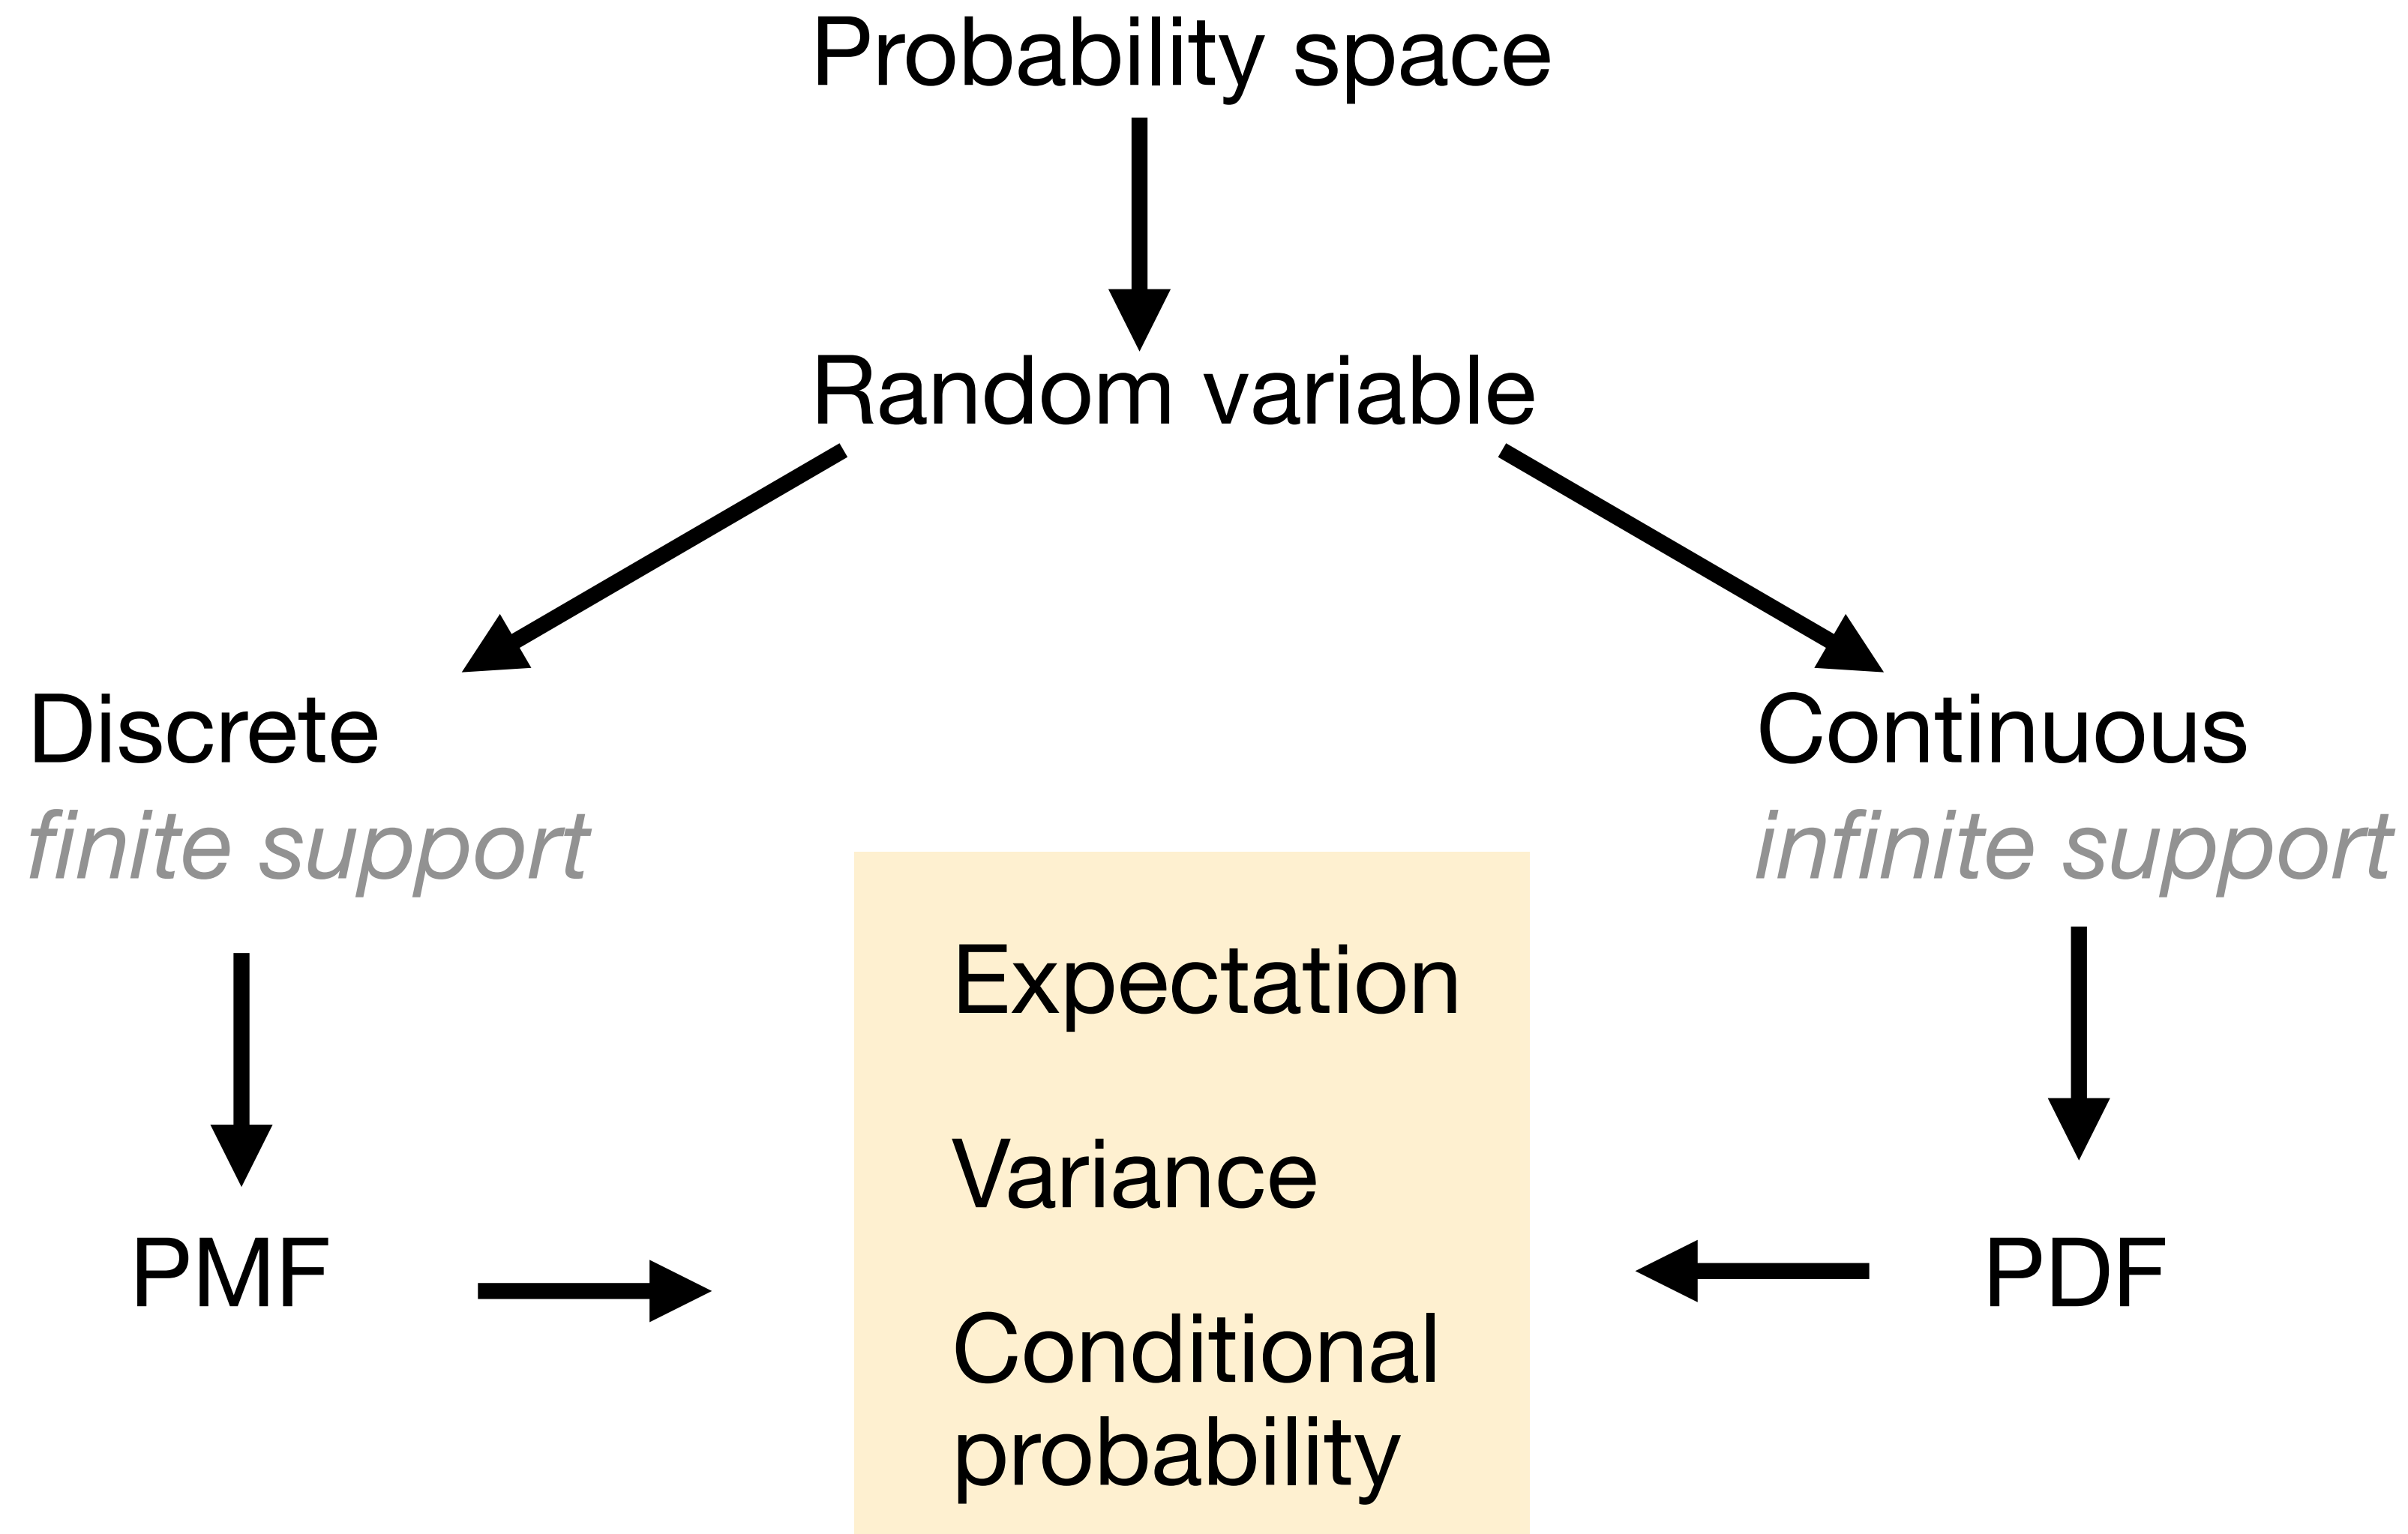 Probability space
Random variable
Discrete
finite support
Continuous
infinite support
Expectation
Variance
Conditional
probability
PMF
PDF